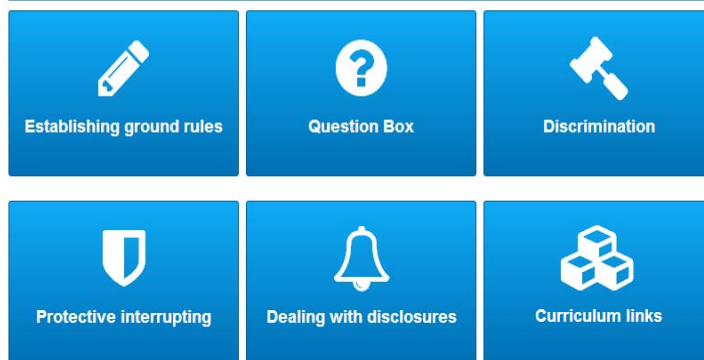 Establishing ground rules
Question Box
Discrimination
Protective interrupting
Dealing with disclosures
Curriculum links